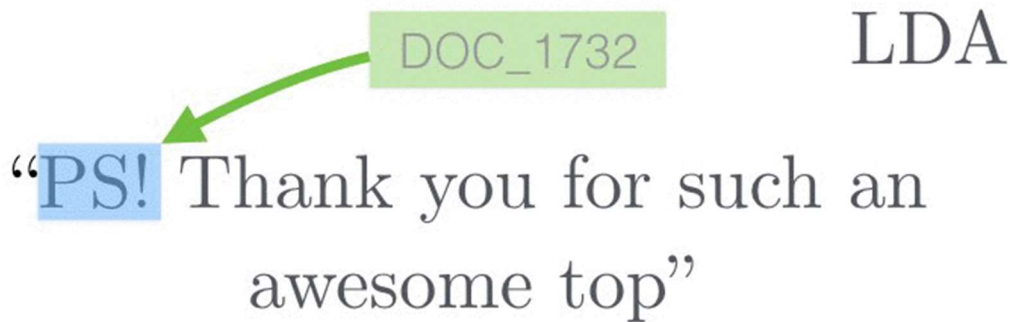 DOC_1732
LDA
“PS! Thank you for such an
awesome top”